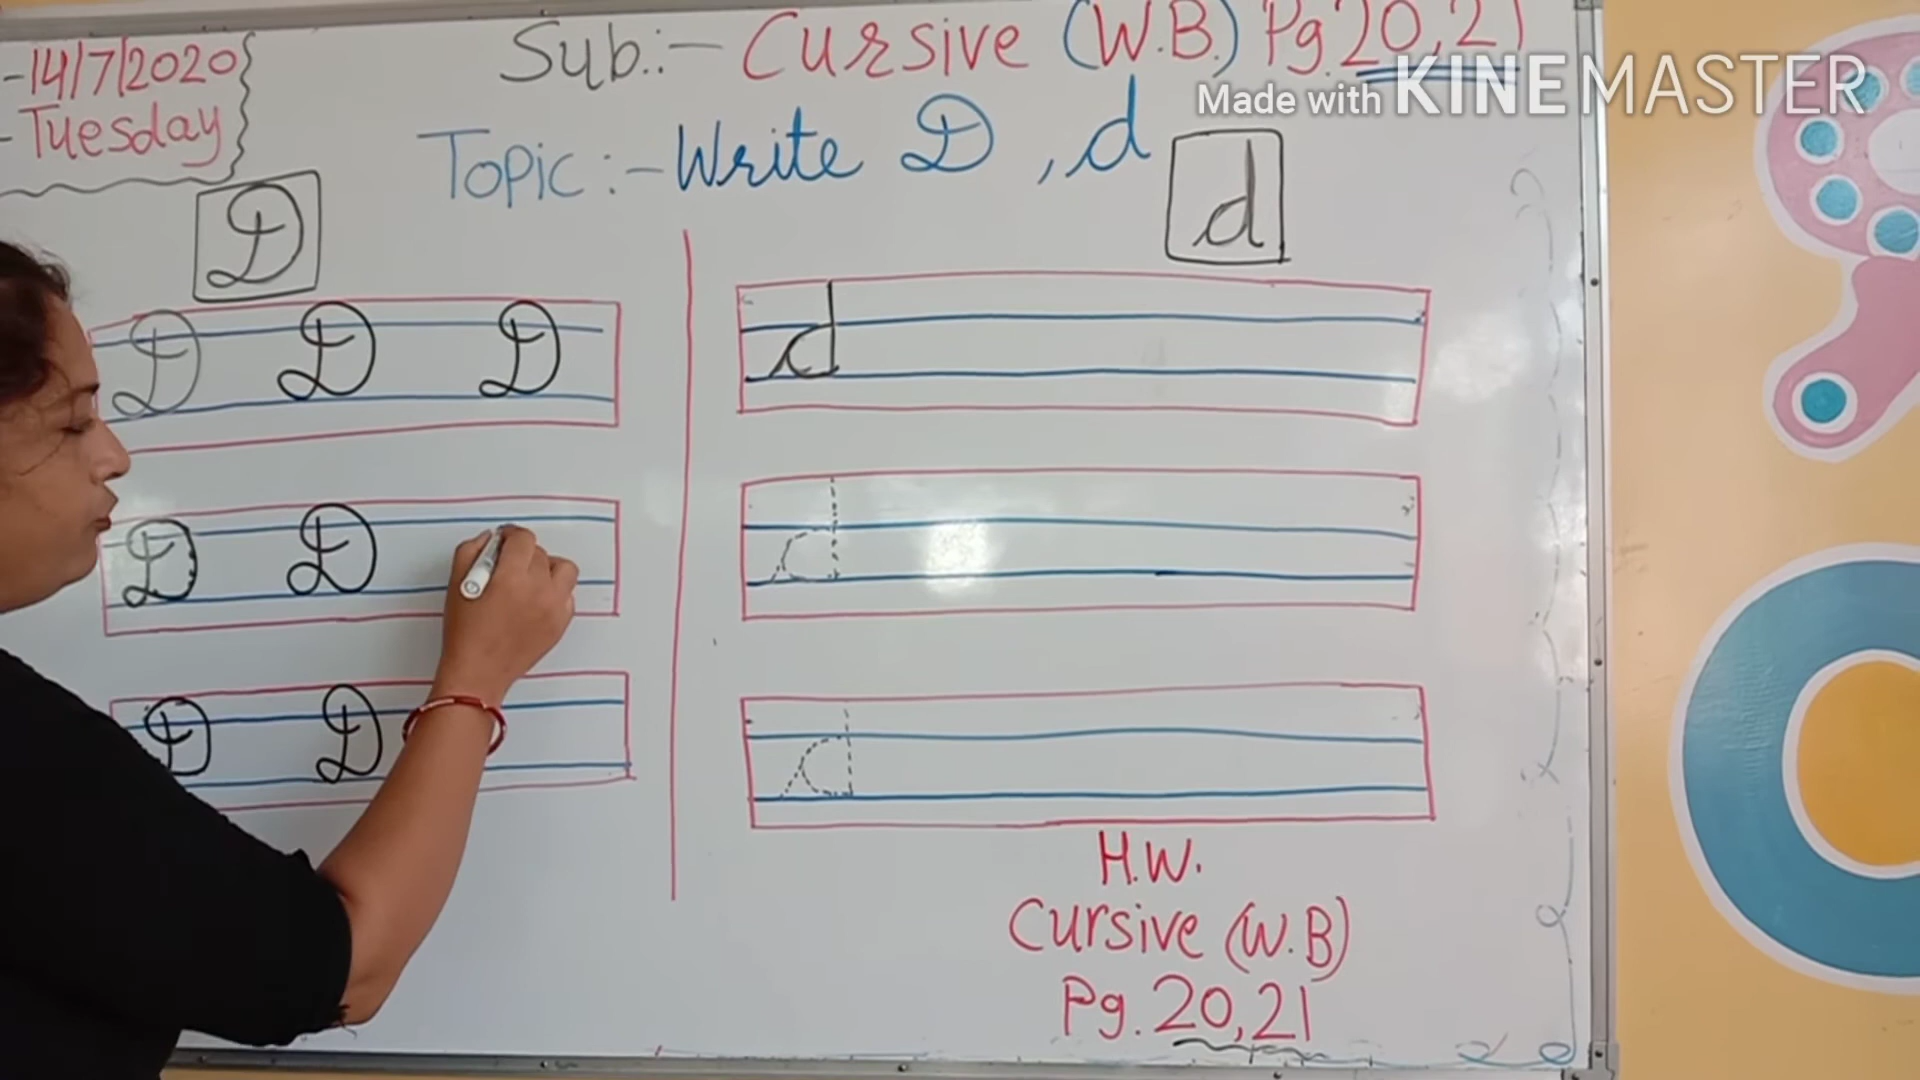 -14/7/2020
- Tuesday
Sub.:- Cursive (W.B.) Pg.20,21
Made with KINEMASTER
Topic:- Write D , d
D
d
D D D
d
D D
d
D D
d
H.W.
Cursive (W.B)
Pg. 20,21